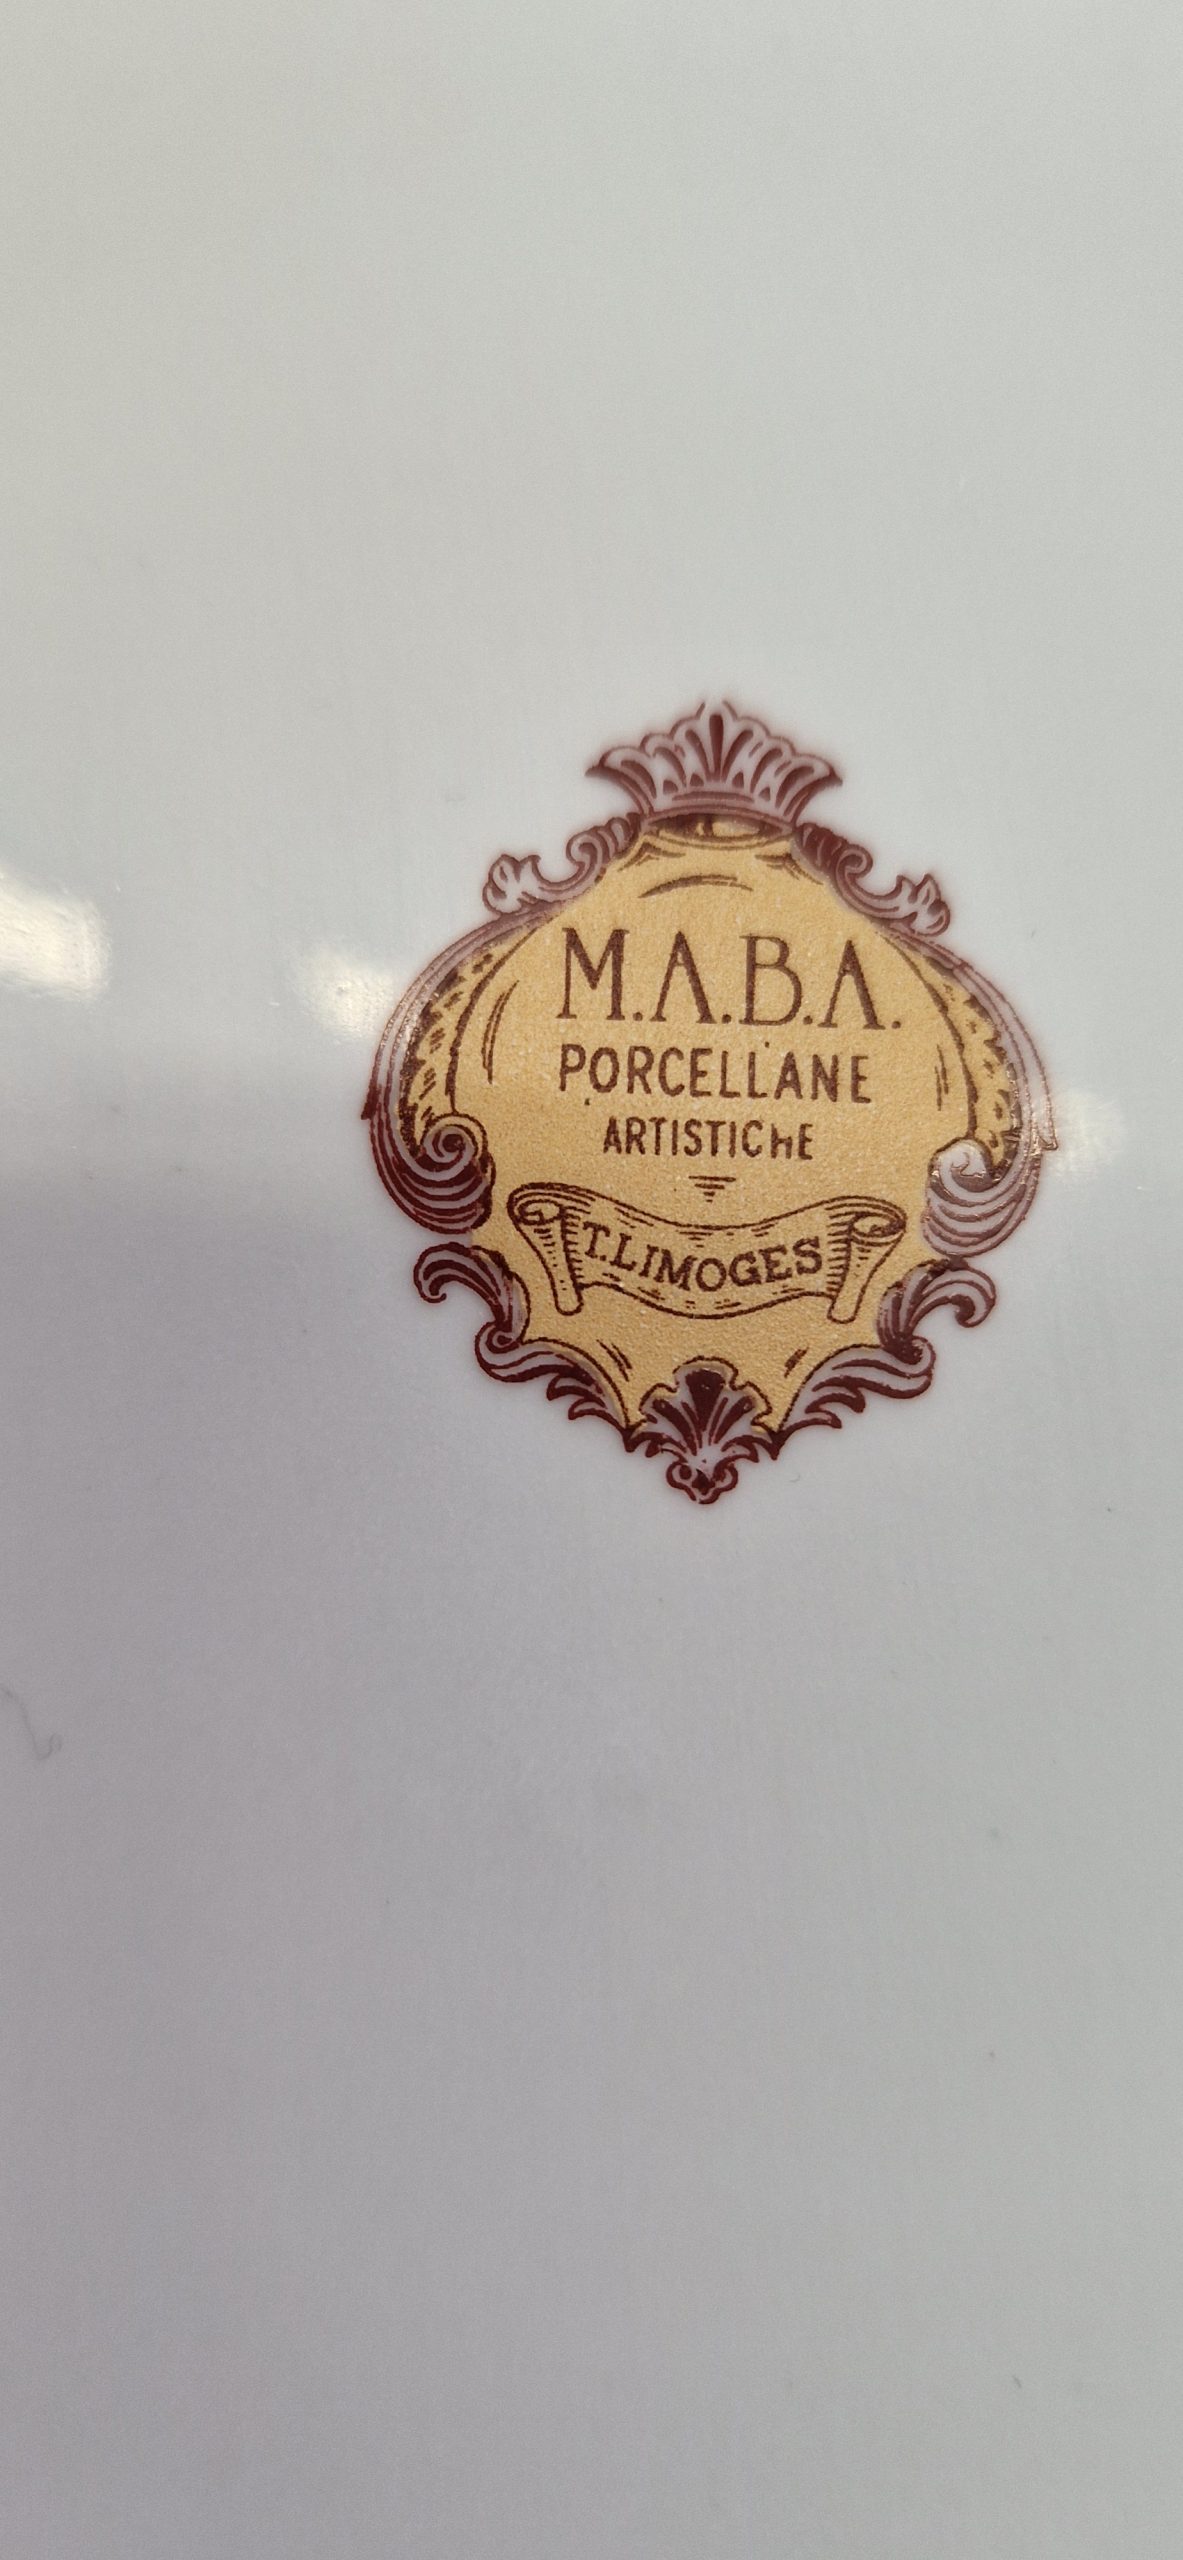 M.A.B.A.
PORCELLANE
ARTISTIChE
T.LIMOGES